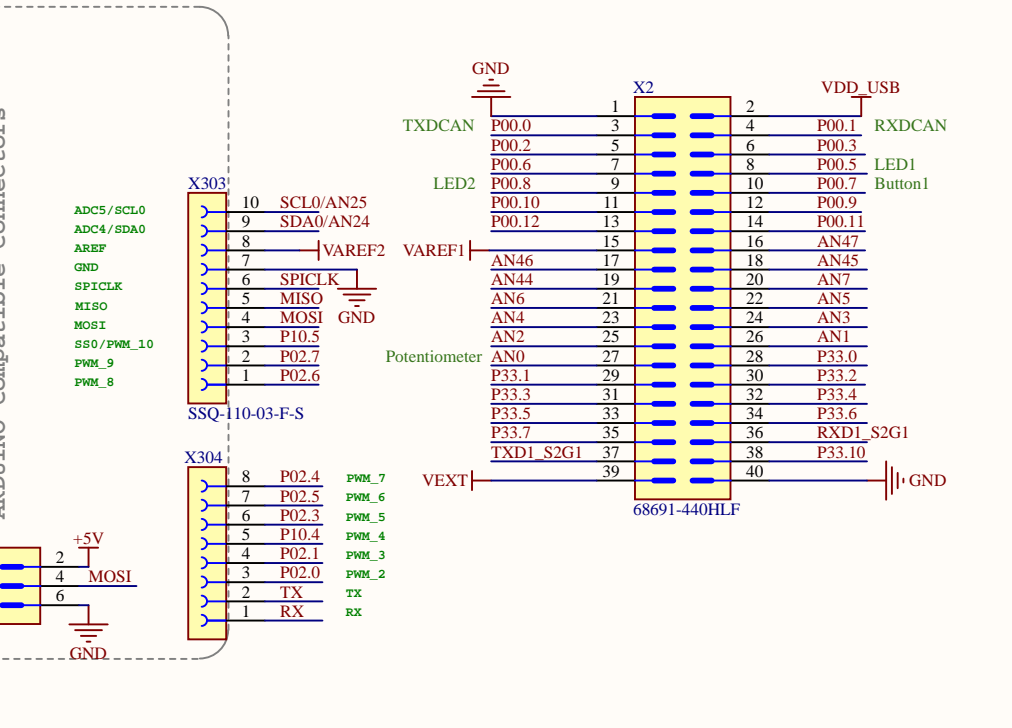 GND
X2
VDD_USB
1 2
TXDCAN P00.0 3 4 P00.1 RXDCAN
P00.2 5 6 P00.3
P00.6 7 8 P00.5 LED1
LED2 P00.8 9 10 P00.7 Button1
P00.10 11 12 P00.9
P00.12 13 14 P00.11
VAREF1 15 16 AN47
AN46 17 18 AN45
AN44 19 20 AN7
AN6 21 22 AN5
AN4 23 24 AN3
AN2 25 26 AN1
Potentiometer AN0 27 28 P33.0
P33.1 29 30 P33.2
P33.3 31 32 P33.4
P33.5 33 34 P33.6
P33.7 35 36 RXD1_S2G1
TXD1_S2G1 37 38 P33.10
VEXT 39 40 GND
68691-440HLF
ARDUINO compatible connectors
X303
ADC5/SCL0 10 SCL0/AN25
ADC4/SDA0 9 SDA0/AN24
AREF 8 VAREF2
GND 7
SPICLK 6 SPICLK
MISO 5 MISO
GND
MOSI 4 MOSI
SS0/PWM_10 3 P10.5
PWM_9 2 P02.7
PWM_8 1 P02.6
SSQ-110-03-F-S
X304
8 P02.4 PWM_7
7 P02.5 PWM_6
6 P02.3 PWM_5
5 P10.4 PWM_4
4 P02.1 PWM_3
3 P02.0 PWM_2
2 TX TX
1 RX RX
+5V
2
4 MOSI
6
GND